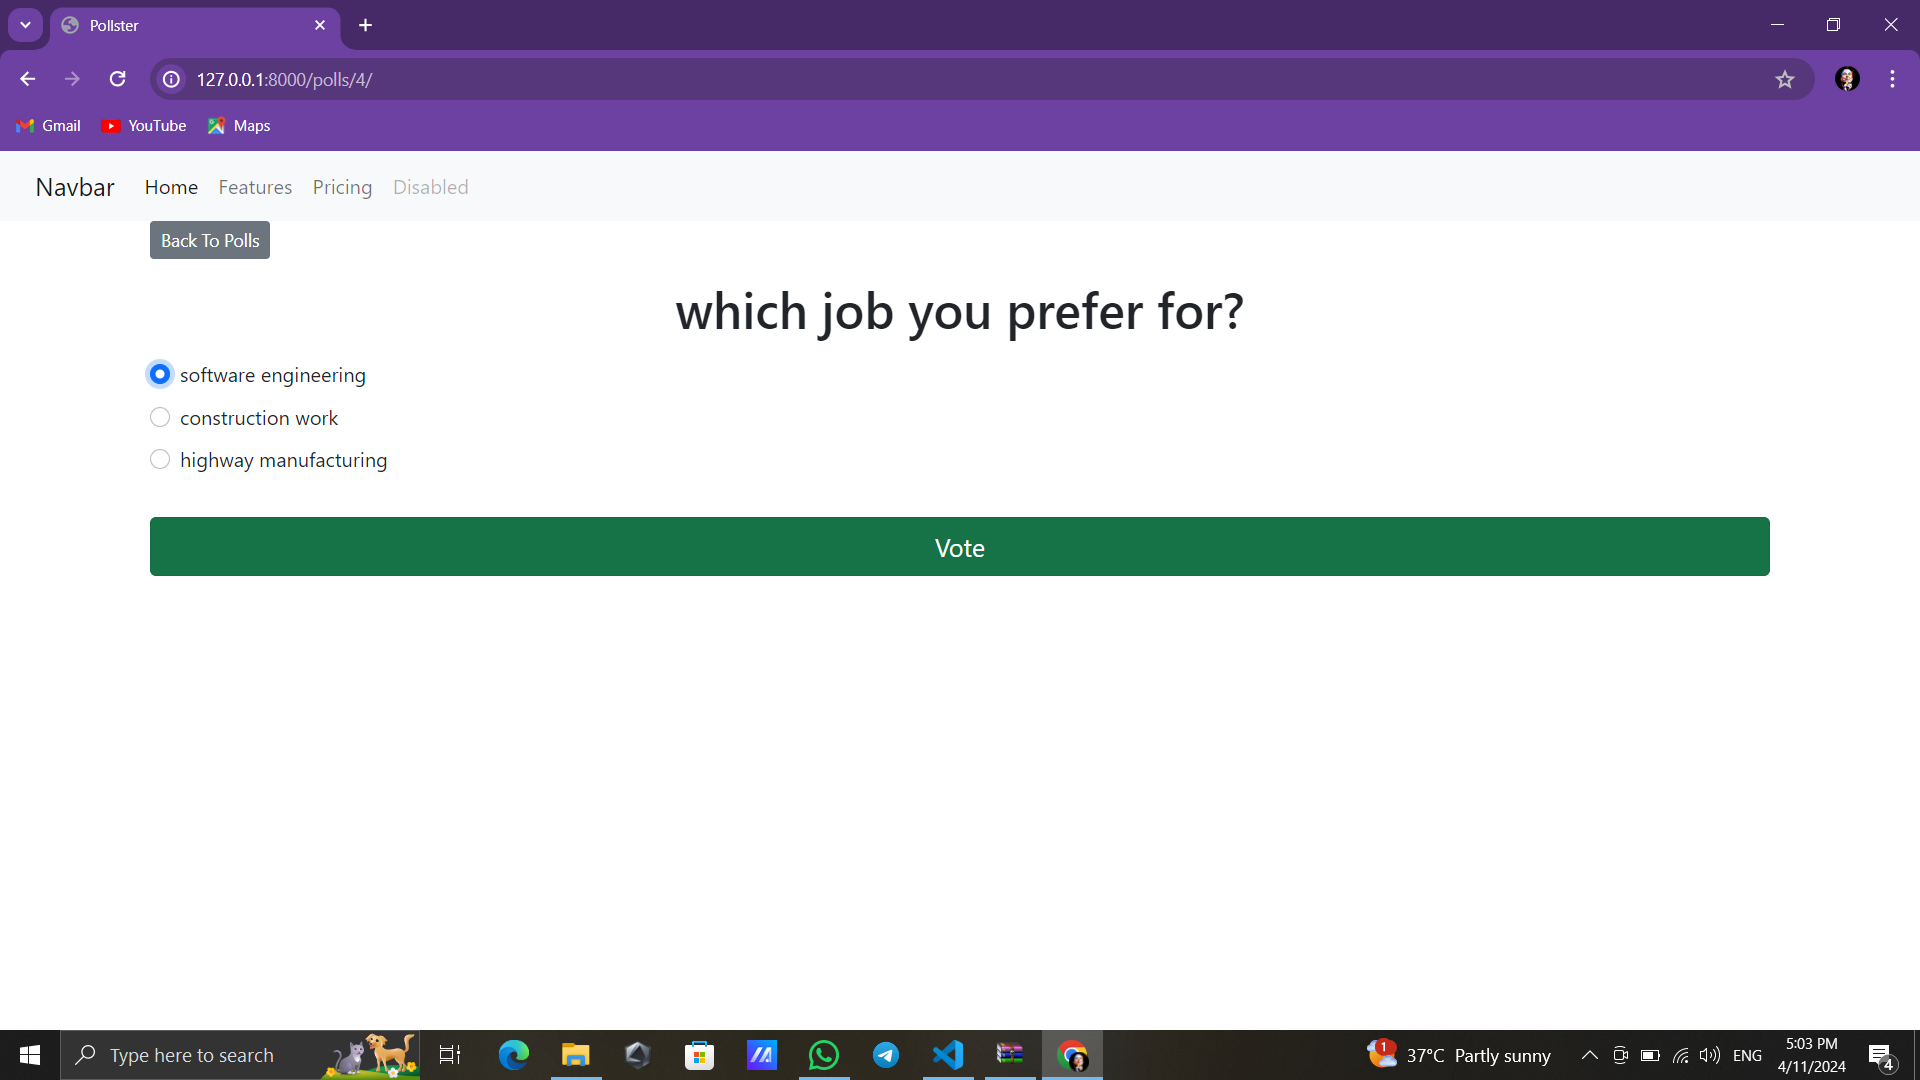 Pollster
127.0.0.1:8000/polls/4/
Gmail YouTube Maps
Navbar Home Features Pricing Disabled
Back To Polls
which job you prefer for?
software engineering
construction work
highway manufacturing
Vote
Type here to search
1
37°C Partly sunny
ENG
5:03 PM
4/11/2024
4